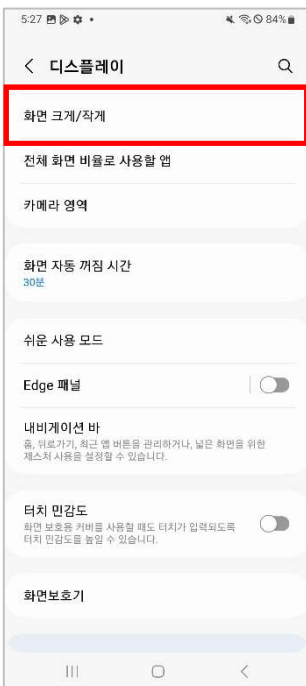 5:27
84%
디스플레이
화면 크게/작게
전체 화면 비율로 사용할 앱
카메라 영역
화면 자동 꺼짐 시간
30분
쉬운 사용 모드
Edge 패널
내비게이션 바
홈, 뒤로가기, 최근 앱 버튼을 관리하거나, 넓은 화면을 위한
제스처 사용을 설정할 수 있습니다.
터치 민감도
화면 보호용 커버를 사용할 때도 터치가 입력되도록
터치 민감도를 높일 수 있습니다.
화면보호기